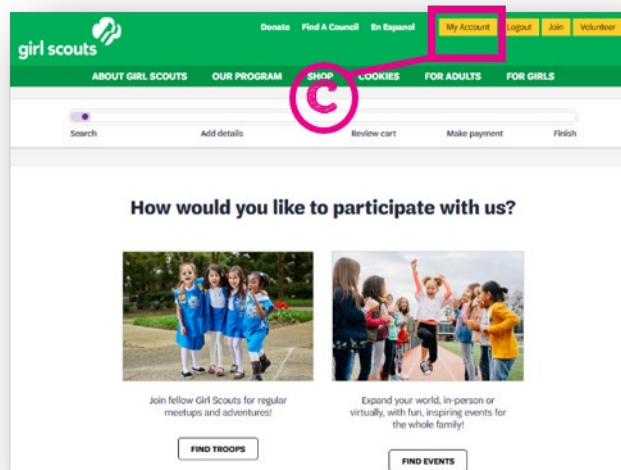 Donate Find A Council En Espanol My Account Logout Join Volunteer
girl scouts
ABOUT GIRL SCOUTS OUR PROGRAM SHOP COOKIES FOR ADULTS FOR GIRLS
C
Search Add details Review cart Make payment Finish
How would you like to participate with us?
Join fellow Girl Scouts for regular
meetups and adventures!
FIND TROOPS
Expand your world, in-person or
virtually, with fun, inspiring events for
the whole family!
FIND EVENTS